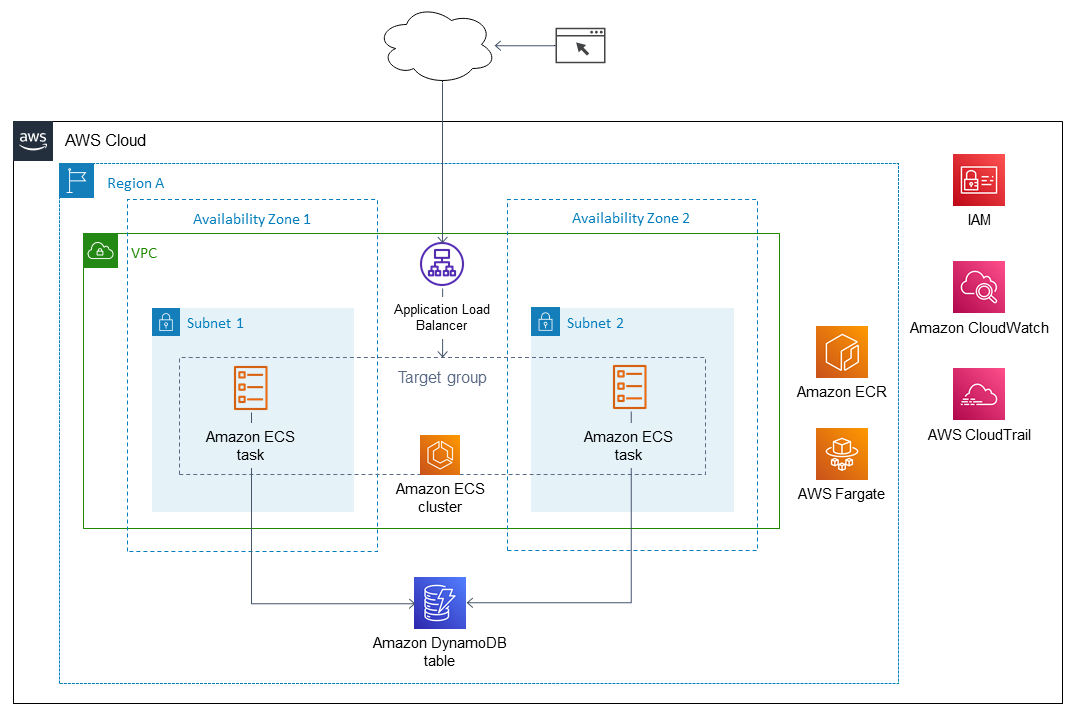 aws
AWS Cloud
Region A
Availability Zone 1
Availability Zone 2
VPC
IAM
Application Load
Balancer
Subnet 1
Subnet 2
Amazon CloudWatch
Target group
Amazon ECR
Amazon ECS
task
Amazon ECS
task
AWS CloudTrail
Amazon ECS
cluster
AWS Fargate
Amazon DynamoDB
table